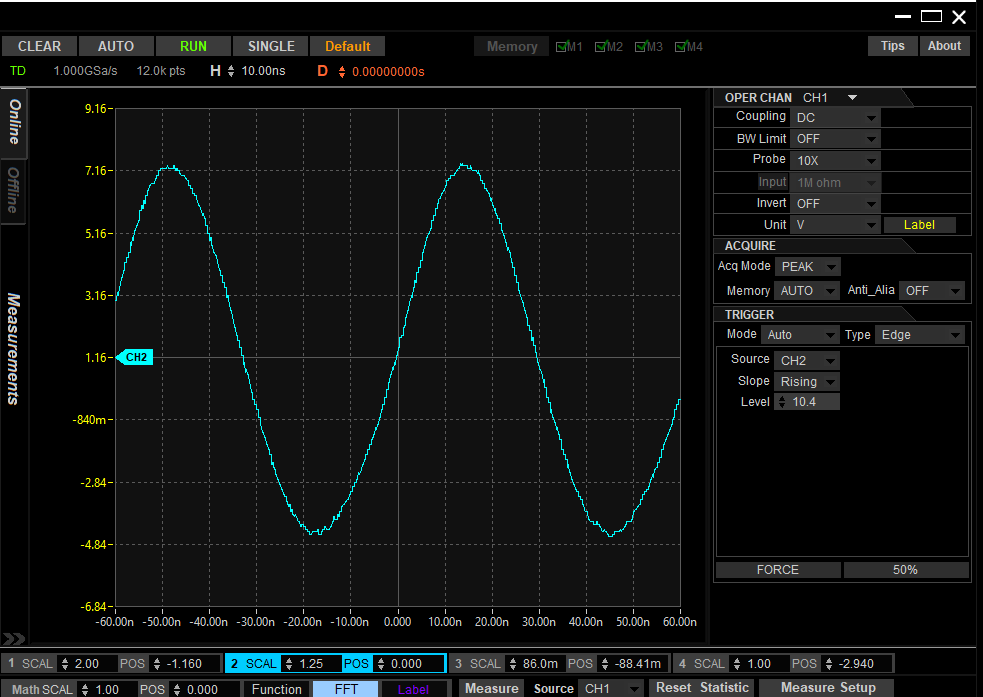 CLEAR AUTO RUN SINGLE Default Memory M1 M2 M3 M4 Tips About
TD 1.000GSa/s 12.0k pts H 10.00ns D 0.00000000s
Online
Offline
Measurements
9.16
7.16
5.16
3.16
1.16
-840m
-2.84
-4.84
-6.84
CH2
-60.00n -50.00n -40.00n -30.00n -20.00n -10.00n 0.000 10.00n 20.00n 30.00n 40.00n 50.00n 60.00n
OPER CHAN CH1
Coupling DC
BW Limit OFF
Probe 10X
Input 1M ohm
Invert OFF
Unit V Label
ACQUIRE
Acq Mode PEAK
Memory AUTO Anti_Alia OFF
TRIGGER
Mode Auto Type Edge
Source CH2
Slope Rising
Level 10.4
FORCE 50%
1 SCAL 2.00 POS -1.160 2 SCAL 1.25 POS 0.000 3 SCAL 86.0m POS -88.41m 4 SCAL 1.00 POS -2.940
Math SCAL 1.00 POS 0.000 Function FFT Label Measure Source CH1 Reset Statistic Measure Setup